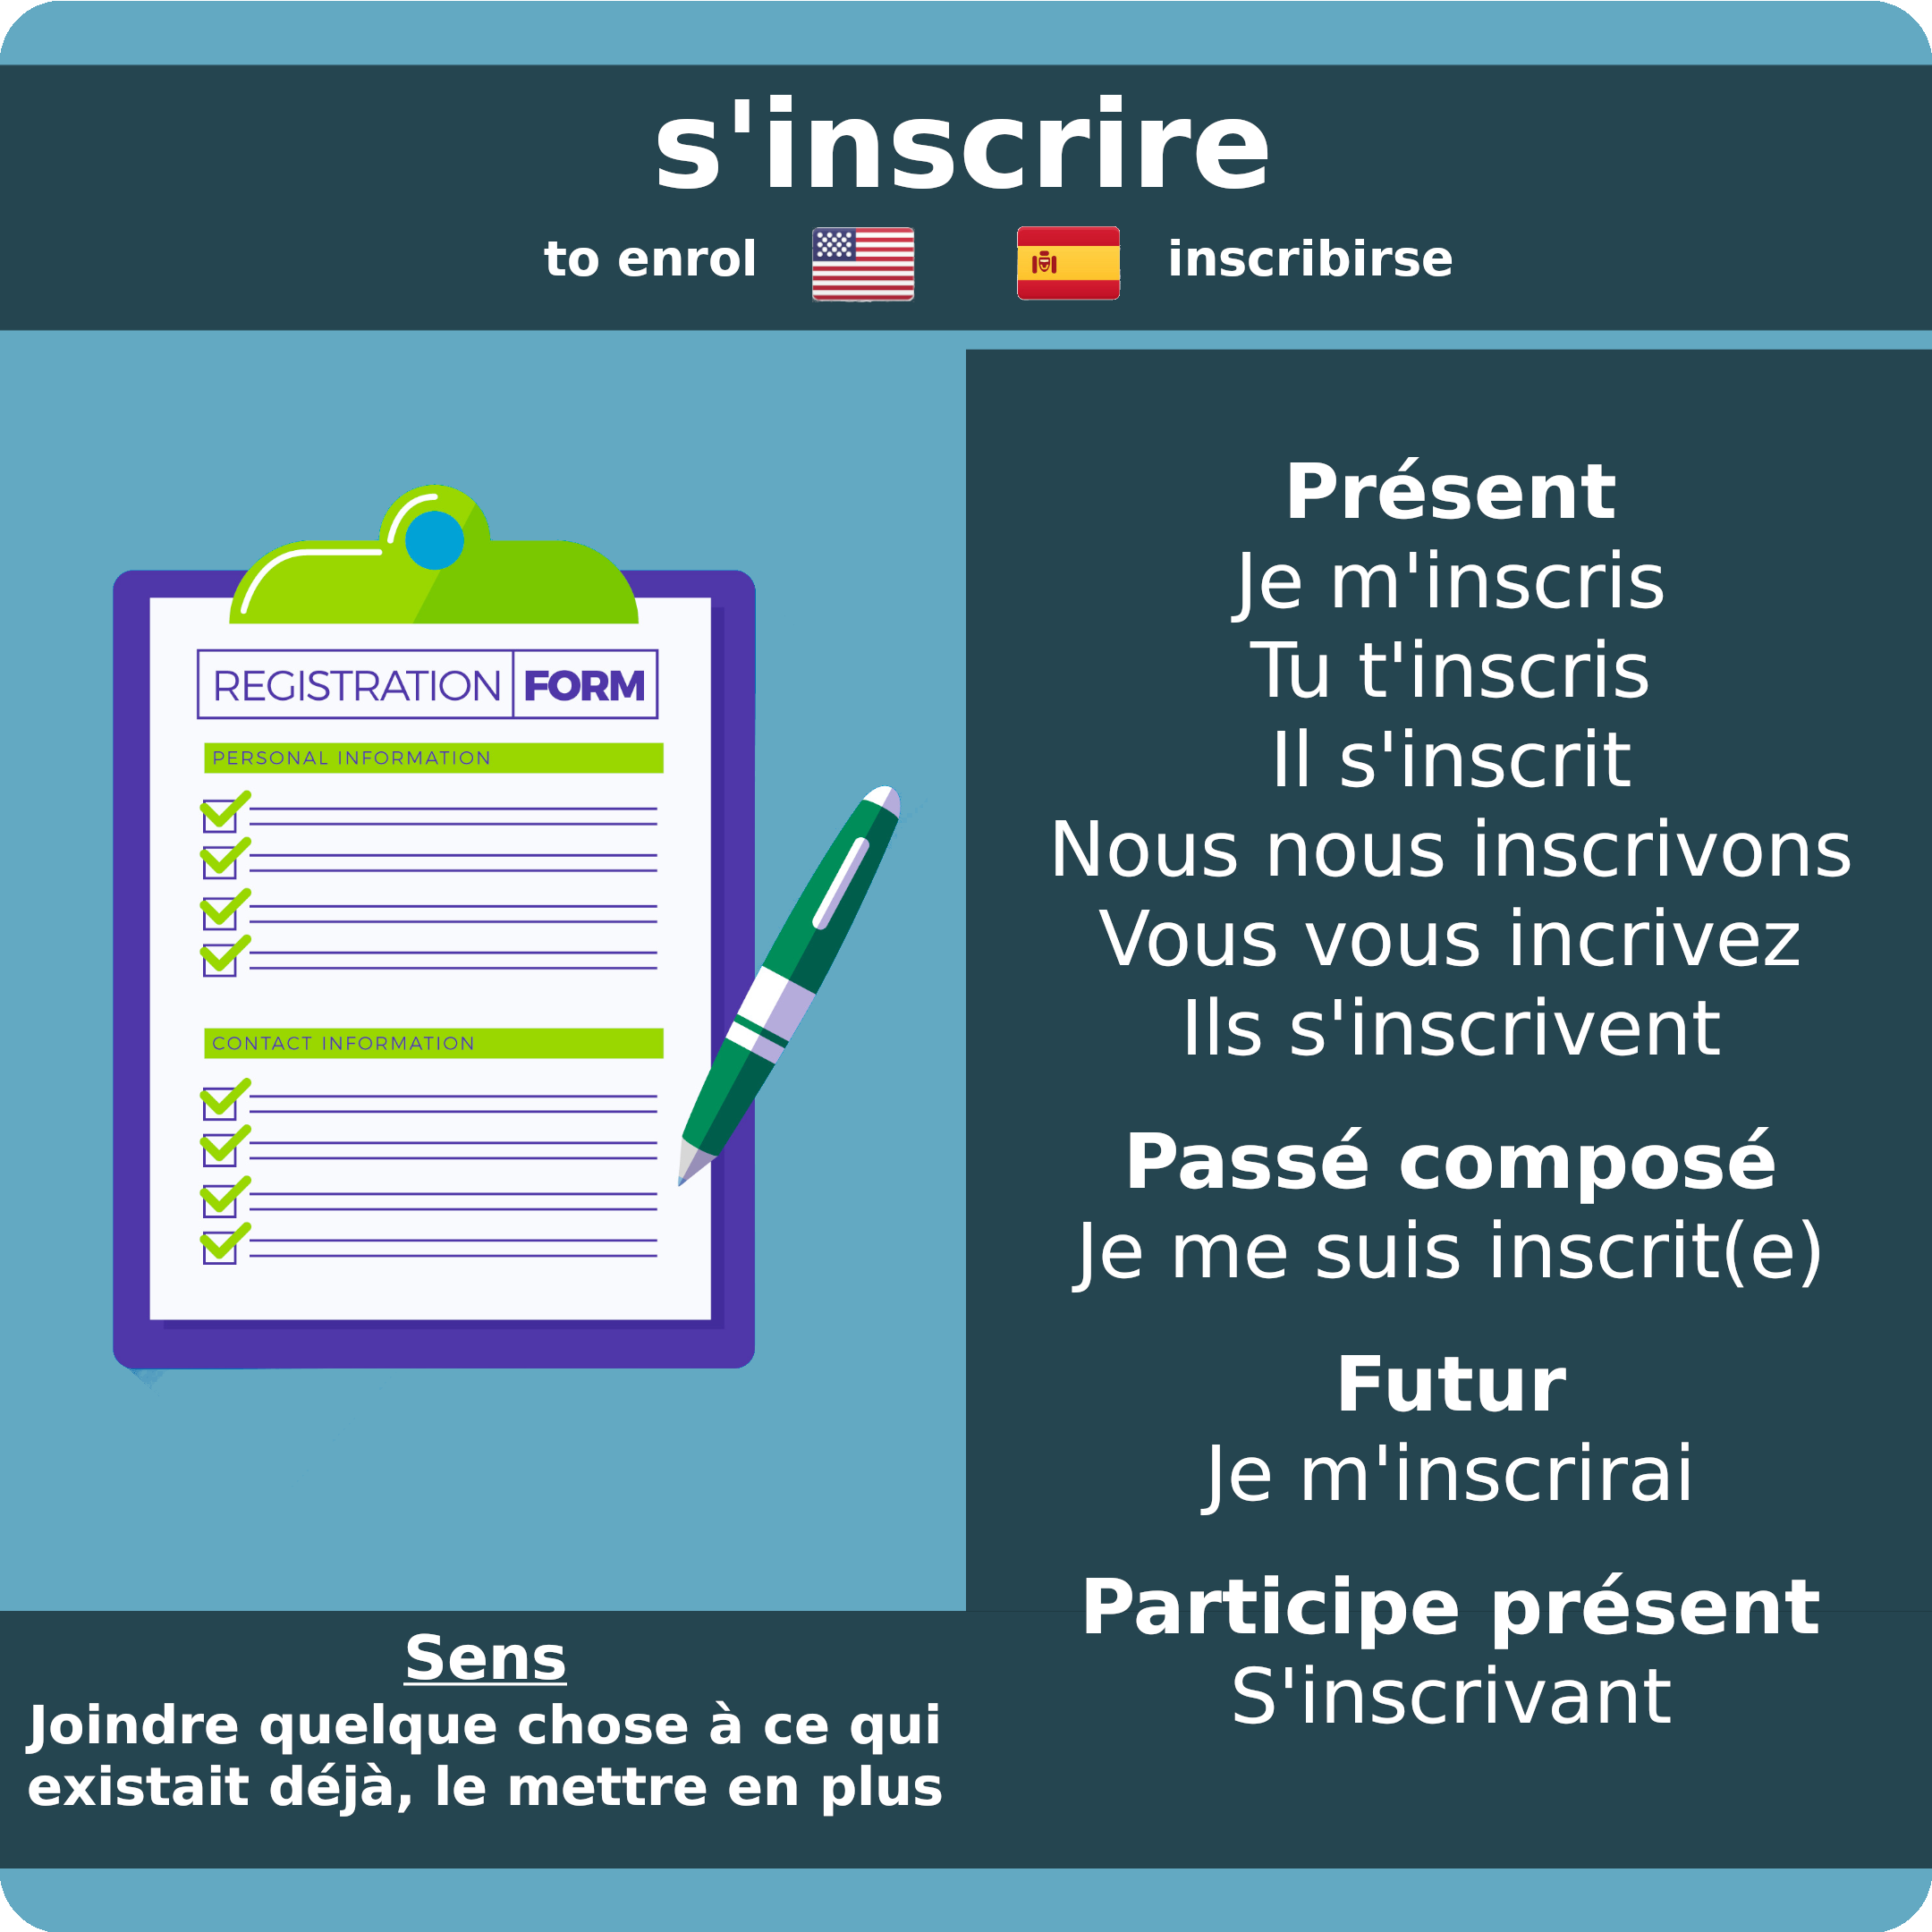 s'inscrire
to enrol
inscribirse
REGISTRATION FORM
PERSONAL INFORMATION
CONTACT INFORMATION
Présent
Je m'inscris
Tu t'inscris
Il s'inscrit
Nous nous inscrivons
Vous vous incrivez
Ils s'inscrivent
Passé composé
Je me suis inscrit(e)
Futur
Je m'inscrirai
Participe présent
S'inscrivant
Sens
Joindre quelque chose à ce qui
existait déjà, le mettre en plus